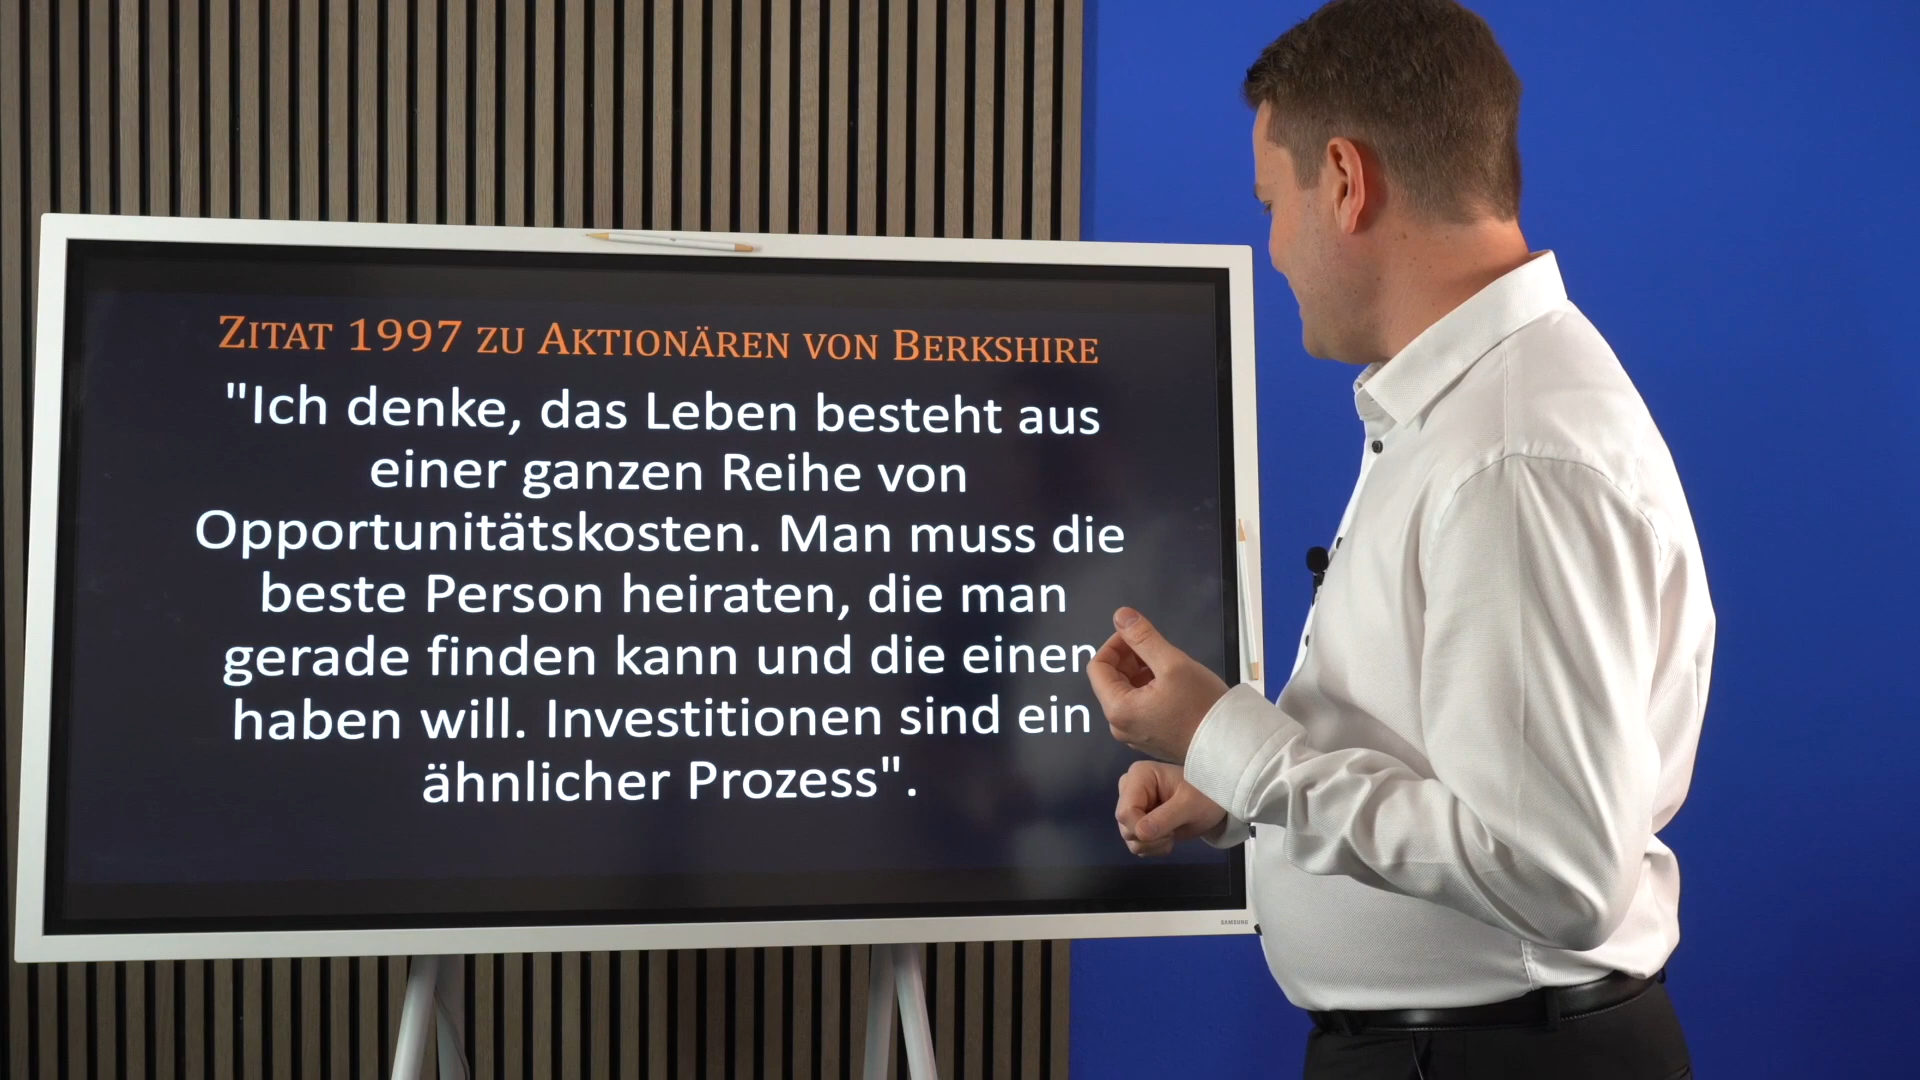 ZITAT 1997 ZU AKTIONÄREN VON BERKSHIRE
"Ich denke, das Leben besteht aus
einer ganzen Reihe von
Opportunitätskosten. Man muss die
beste Person heiraten, die man
gerade finden kann und die einen
haben will. Investitionen sind ein
ähnlicher Prozess".
SAMSUNG